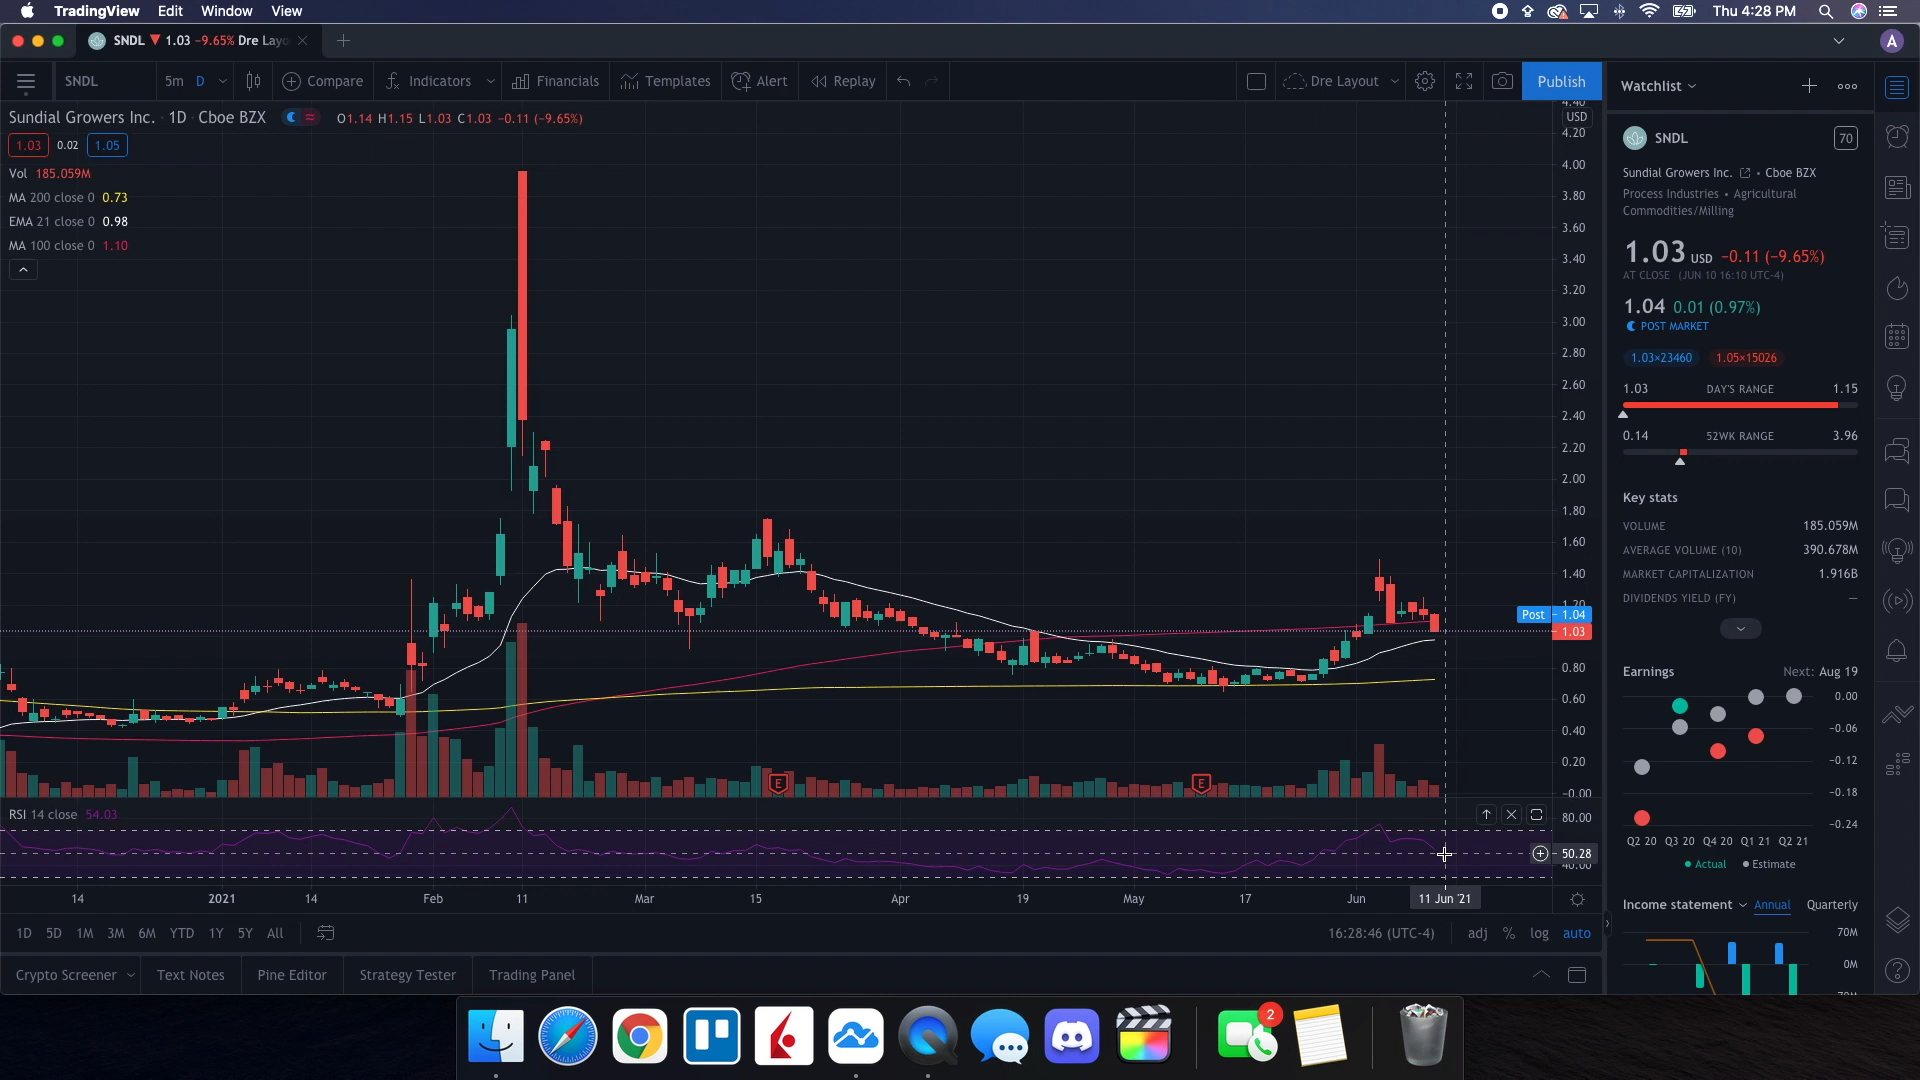 TradingView Edit Window View Thu 4:28 PM
SNDL ▼ 1.03 -9.65% Dre Layo A
SNDL 5m D Compare Indicators Financials Templates Alert Replay Dre Layout Publish
Sundial Growers Inc. · 1D · Cboe BZX O1.14 H1.15 L1.03 C1.03 -0.11 (-9.65%)
1.03 0.02 1.05
Vol 185.059M
MA 200 close 0 0.73
EMA 21 close 0 0.98
MA 100 close 0 1.10
4.40
USD
4.20
4.00
3.80
3.60
3.40
3.20
3.00
2.80
2.60
2.40
2.20
2.00
1.80
1.60
1.40
1.20
Post 1.04
1.03
0.80
0.60
0.40
0.20
-0.00
E E
RSI 14 close 54.03
80.00
50.28
40.00
14 2021 14 Feb 11 Mar 15 Apr 19 May 17 Jun 11 Jun '21
1D 5D 1M 3M 6M YTD 1Y 5Y All 16:28:46 (UTC-4) adj % log auto
Crypto Screener Text Notes Pine Editor Strategy Tester Trading Panel
Watchlist
SNDL 70
Sundial Growers Inc. • Cboe BZX
Process Industries • Agricultural
Commodities/Milling
1.03 USD -0.11 (-9.65%)
AT CLOSE (JUN 10 16:10 UTC-4)
1.04 0.01 (0.97%)
POST MARKET
1.03×23460 1.05×15026
1.03 DAY'S RANGE 1.15
0.14 52WK RANGE 3.96
Key stats
VOLUME 185.059M
AVERAGE VOLUME (10) 390.678M
MARKET CAPITALIZATION 1.916B
DIVIDENDS YIELD (FY) —
Earnings Next: Aug 19
0.00
-0.06
-0.12
-0.18
-0.24
Q2 20 Q3 20 Q4 20 Q1 21 Q2 21
• Actual • Estimate
Income statement Annual Quarterly
70M
0M
2